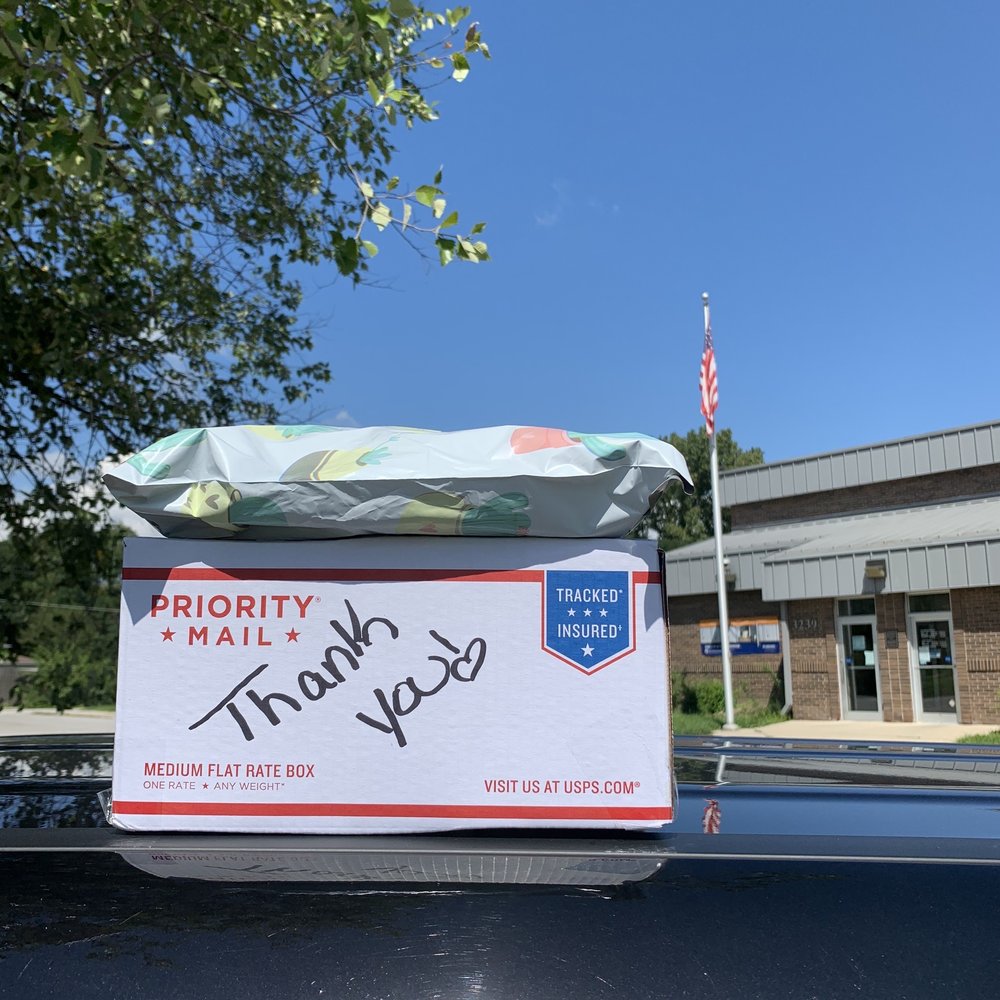 PRIORITY®
★ MAIL ★
TRACKED*
★ ★ ★
INSURED†
★
Thank
you! ♡
MEDIUM FLAT RATE BOX
ONE RATE ★ ANY WEIGHT*
VISIT US AT USPS.COM®
3239